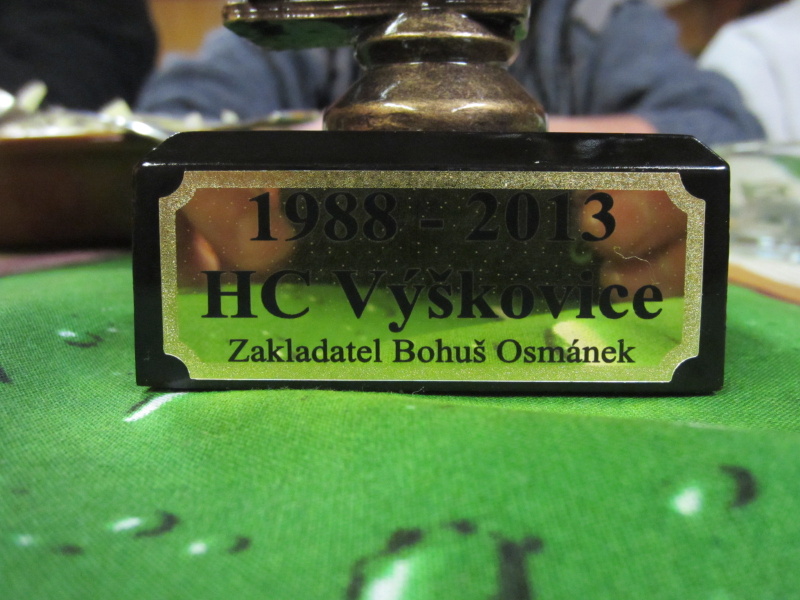 1988 - 2013
HC Výškovice
Zakladatel Bohuš Osmánek